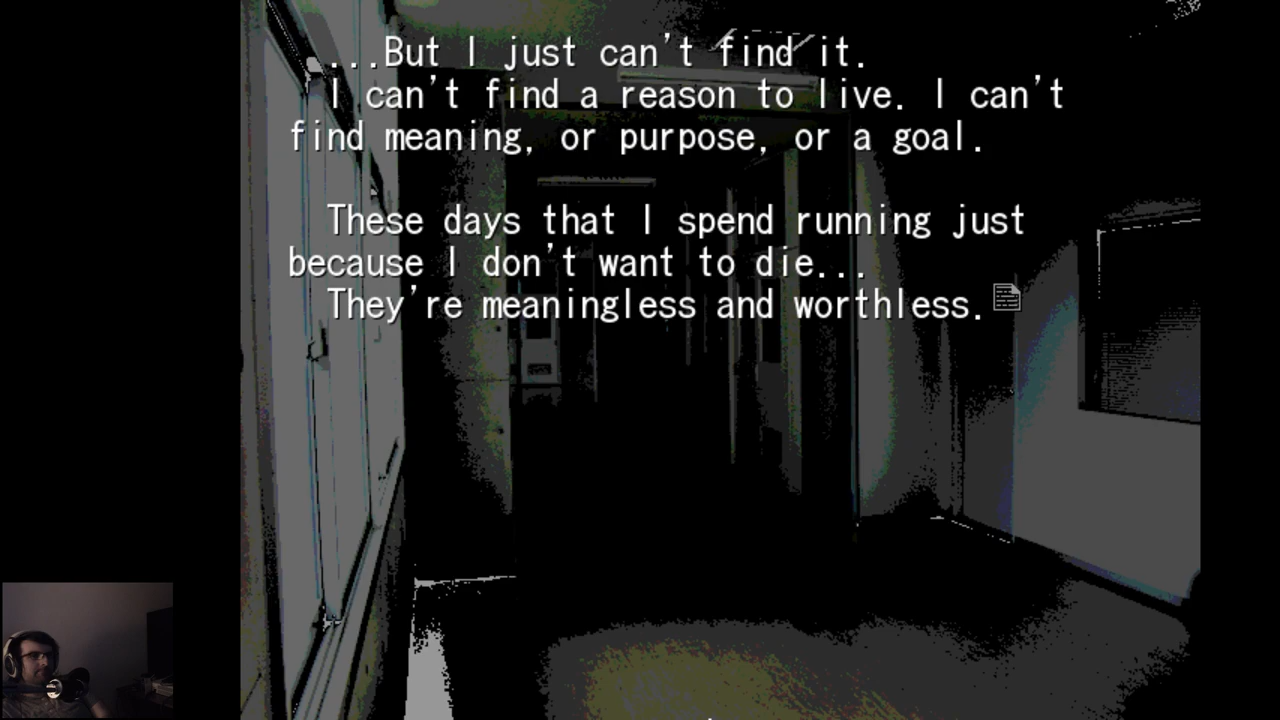 ...But I just can't find it.
I can't find a reason to live. I can't
find meaning, or purpose, or a goal.
These days that I spend running just
because I don't want to die...
They're meaningless and worthless.